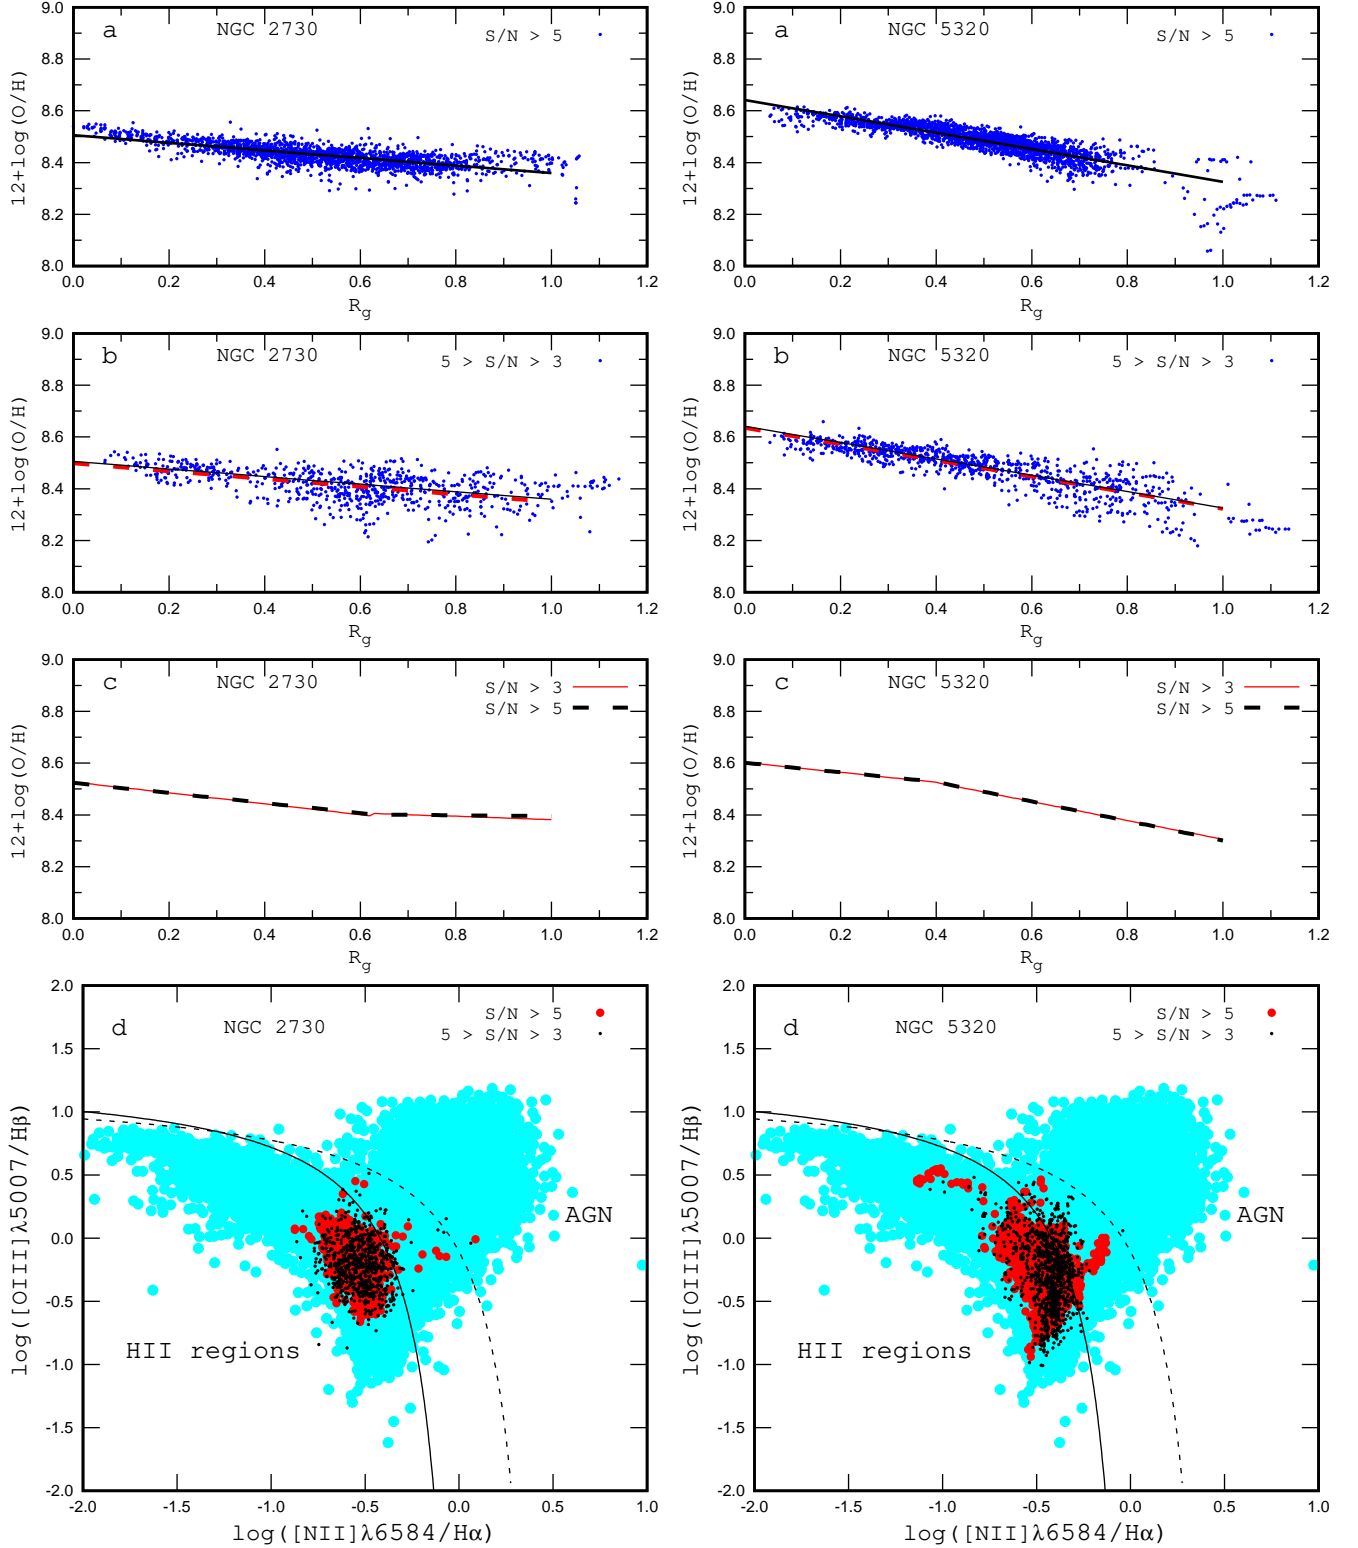 a NGC 2730 S/N > 5
12+log(O/H)
9.0
8.8
8.6
8.4
8.2
8.0
0.0 0.2 0.4 0.6 0.8 1.0 1.2
R_g
a NGC 5320 S/N > 5
12+log(O/H)
9.0
8.8
8.6
8.4
8.2
8.0
0.0 0.2 0.4 0.6 0.8 1.0 1.2
R_g
b NGC 2730 5 > S/N > 3
12+log(O/H)
9.0
8.8
8.6
8.4
8.2
8.0
0.0 0.2 0.4 0.6 0.8 1.0 1.2
R_g
b NGC 5320 5 > S/N > 3
12+log(O/H)
9.0
8.8
8.6
8.4
8.2
8.0
0.0 0.2 0.4 0.6 0.8 1.0 1.2
R_g
c NGC 2730 S/N > 3
S/N > 5
12+log(O/H)
9.0
8.8
8.6
8.4
8.2
8.0
0.0 0.2 0.4 0.6 0.8 1.0 1.2
R_g
c NGC 5320 S/N > 3
S/N > 5
12+log(O/H)
9.0
8.8
8.6
8.4
8.2
8.0
0.0 0.2 0.4 0.6 0.8 1.0 1.2
R_g
d NGC 2730 S/N > 5
5 > S/N > 3
log([OIII]λ5007/Hβ)
2.0
1.5
1.0
0.5
0.0
-0.5
-1.0
-1.5
-2.0
AGN
HII regions
-2.0 -1.5 -1.0 -0.5 0.0 0.5 1.0
log([NII]λ6584/Hα)
d NGC 5320 S/N > 5
5 > S/N > 3
log([OIII]λ5007/Hβ)
2.0
1.5
1.0
0.5
0.0
-0.5
-1.0
-1.5
-2.0
AGN
HII regions
-2.0 -1.5 -1.0 -0.5 0.0 0.5 1.0
log([NII]λ6584/Hα)